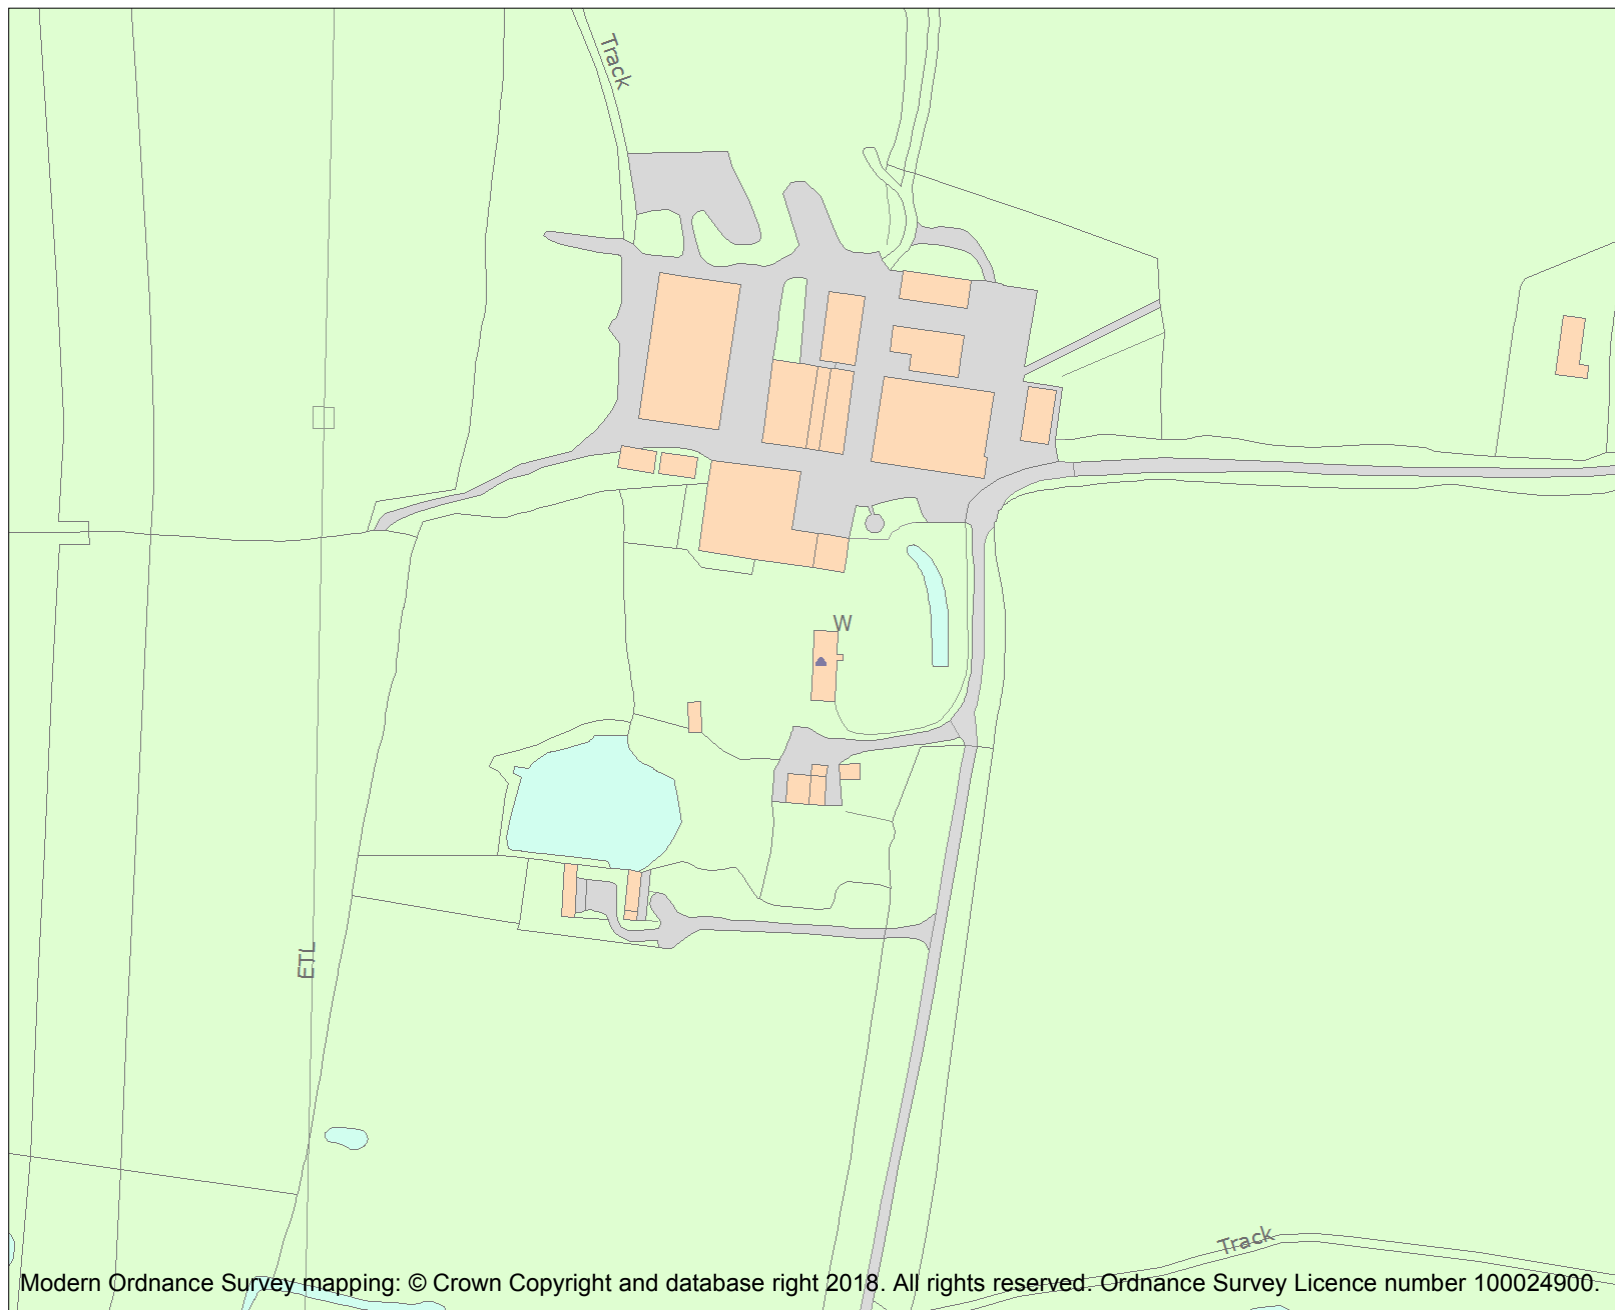 Track
W
ETL
Track
Modern Ordnance Survey mapping: © Crown Copyright and database right 2018. All rights reserved. Ordnance Survey Licence number 100024900.